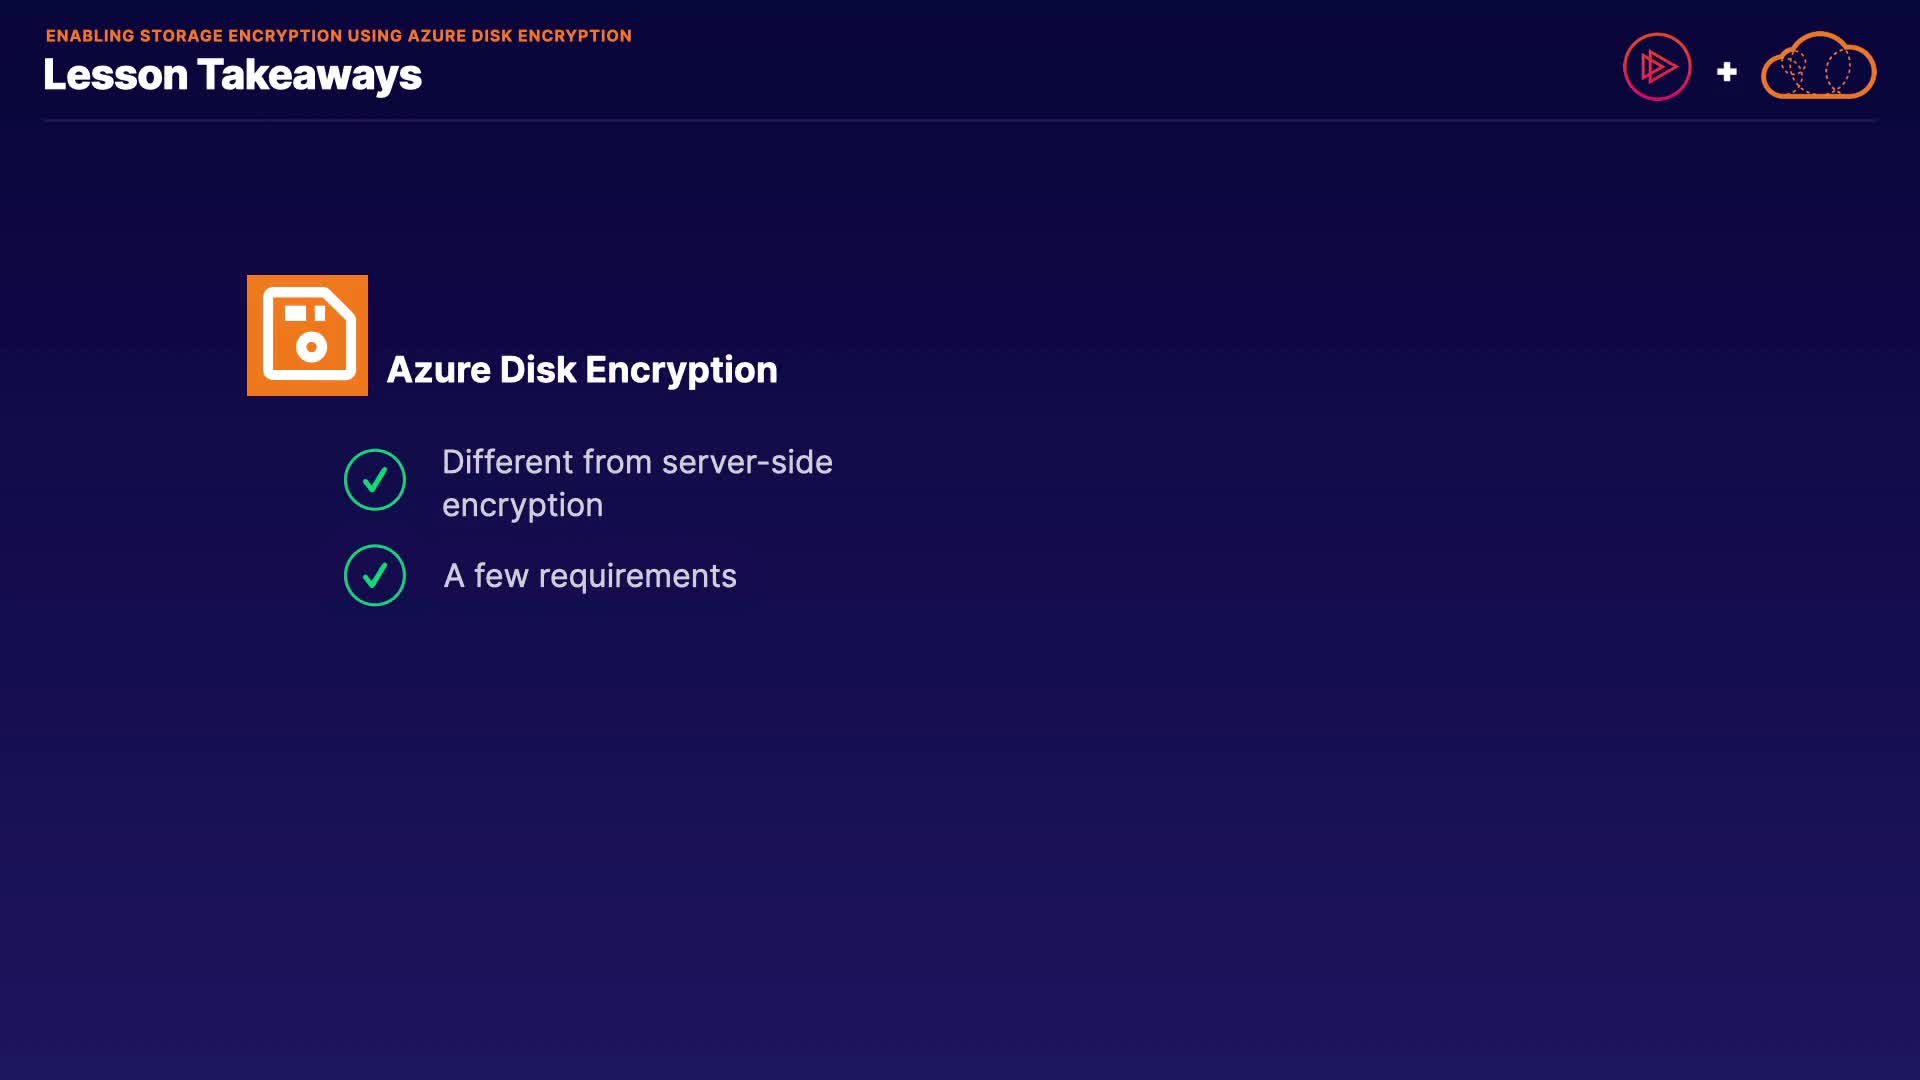 ENABLING STORAGE ENCRYPTION USING AZURE DISK ENCRYPTION
Lesson Takeaways
Azure Disk Encryption
Different from server-side
encryption
A few requirements